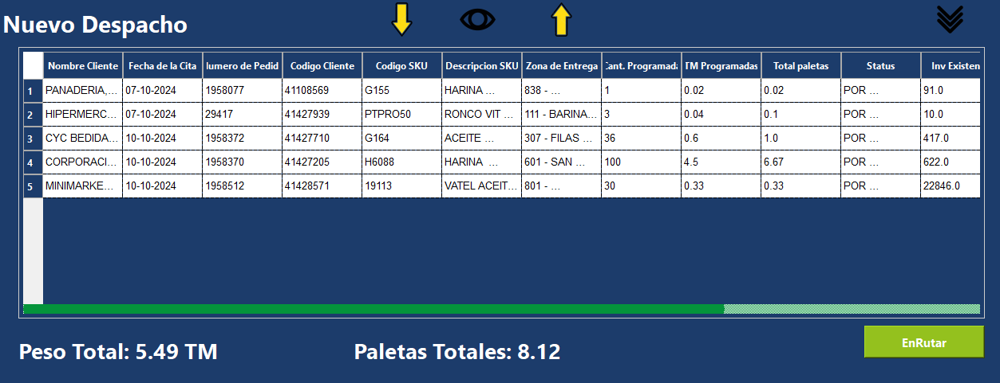 Nuevo Despacho
Nombre Cliente Fecha de la Cita lumero de Pedid Codigo Cliente Codigo SKU Descripcion SKU Zona de Entrega Cant. Programada TM Programadas Total paletas Status Inv Existen
1 PANADERIA,... 07-10-2024 1958077 41108569 G155 HARINA ... 838 - ... 1 0.02 0.02 POR ... 91.0
2 HIPERMERC... 07-10-2024 29417 41427939 PTPRO50 RONCO VIT ... 111 - BARINA... 3 0.04 0.1 POR ... 10.0
3 CYC BEDIDA... 10-10-2024 1958372 41427710 G164 ACEITE ... 307 - FILAS ... 36 0.6 1.0 POR ... 417.0
4 CORPORACI... 10-10-2024 1958370 41427205 H6088 HARINA ... 601 - SAN ... 100 4.5 6.67 POR ... 622.0
5 MINIMARKE... 10-10-2024 1958512 41428571 19113 VATEL ACEIT... 801 - ... 30 0.33 0.33 POR ... 22846.0
Peso Total: 5.49 TM
Paletas Totales: 8.12
EnRutar